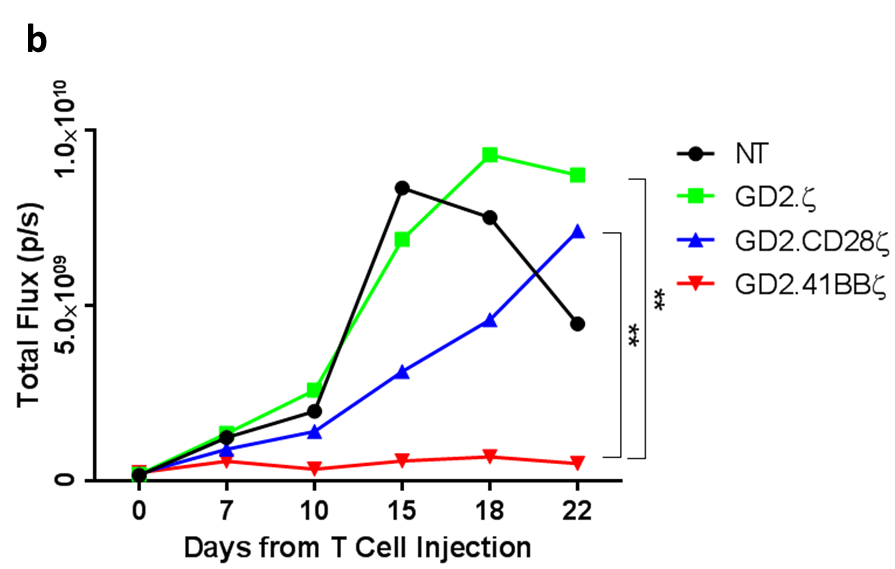 b
1.0×10¹⁰
5.0×10⁰⁹
0
Total Flux (p/s)
0 7 10 15 18 22
Days from T Cell Injection
**
**
NT
GD2.ζ
GD2.CD28ζ
GD2.41BBζ